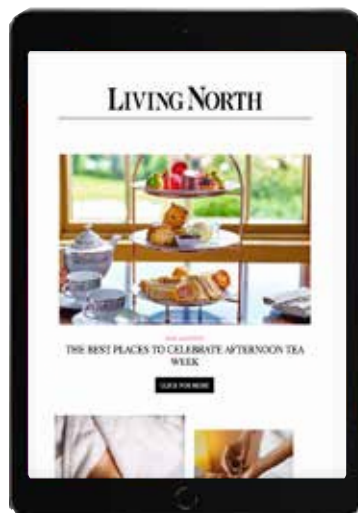 LIVING NORTH
THE BEST PLACES TO CELEBRATE AFTERNOON TEA
WEEK
CLICK FOR MORE